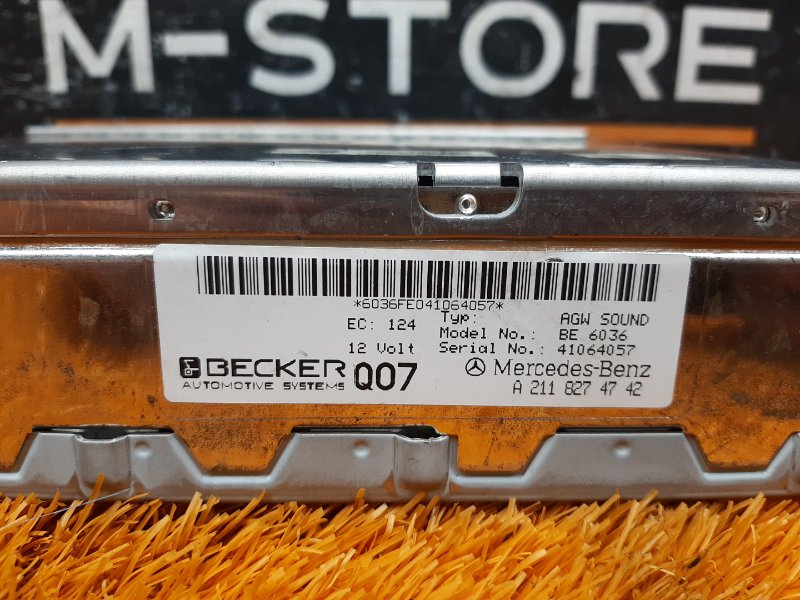 M-STORE
*6036FE041064057*
EC: 124 Typ: AGW SOUND
Model No.: BE 6036
12 Volt Serial No.: 41064057
BECKER Q07 Mercedes-Benz
AUTOMOTIVE SYSTEMS A 211 827 47 42